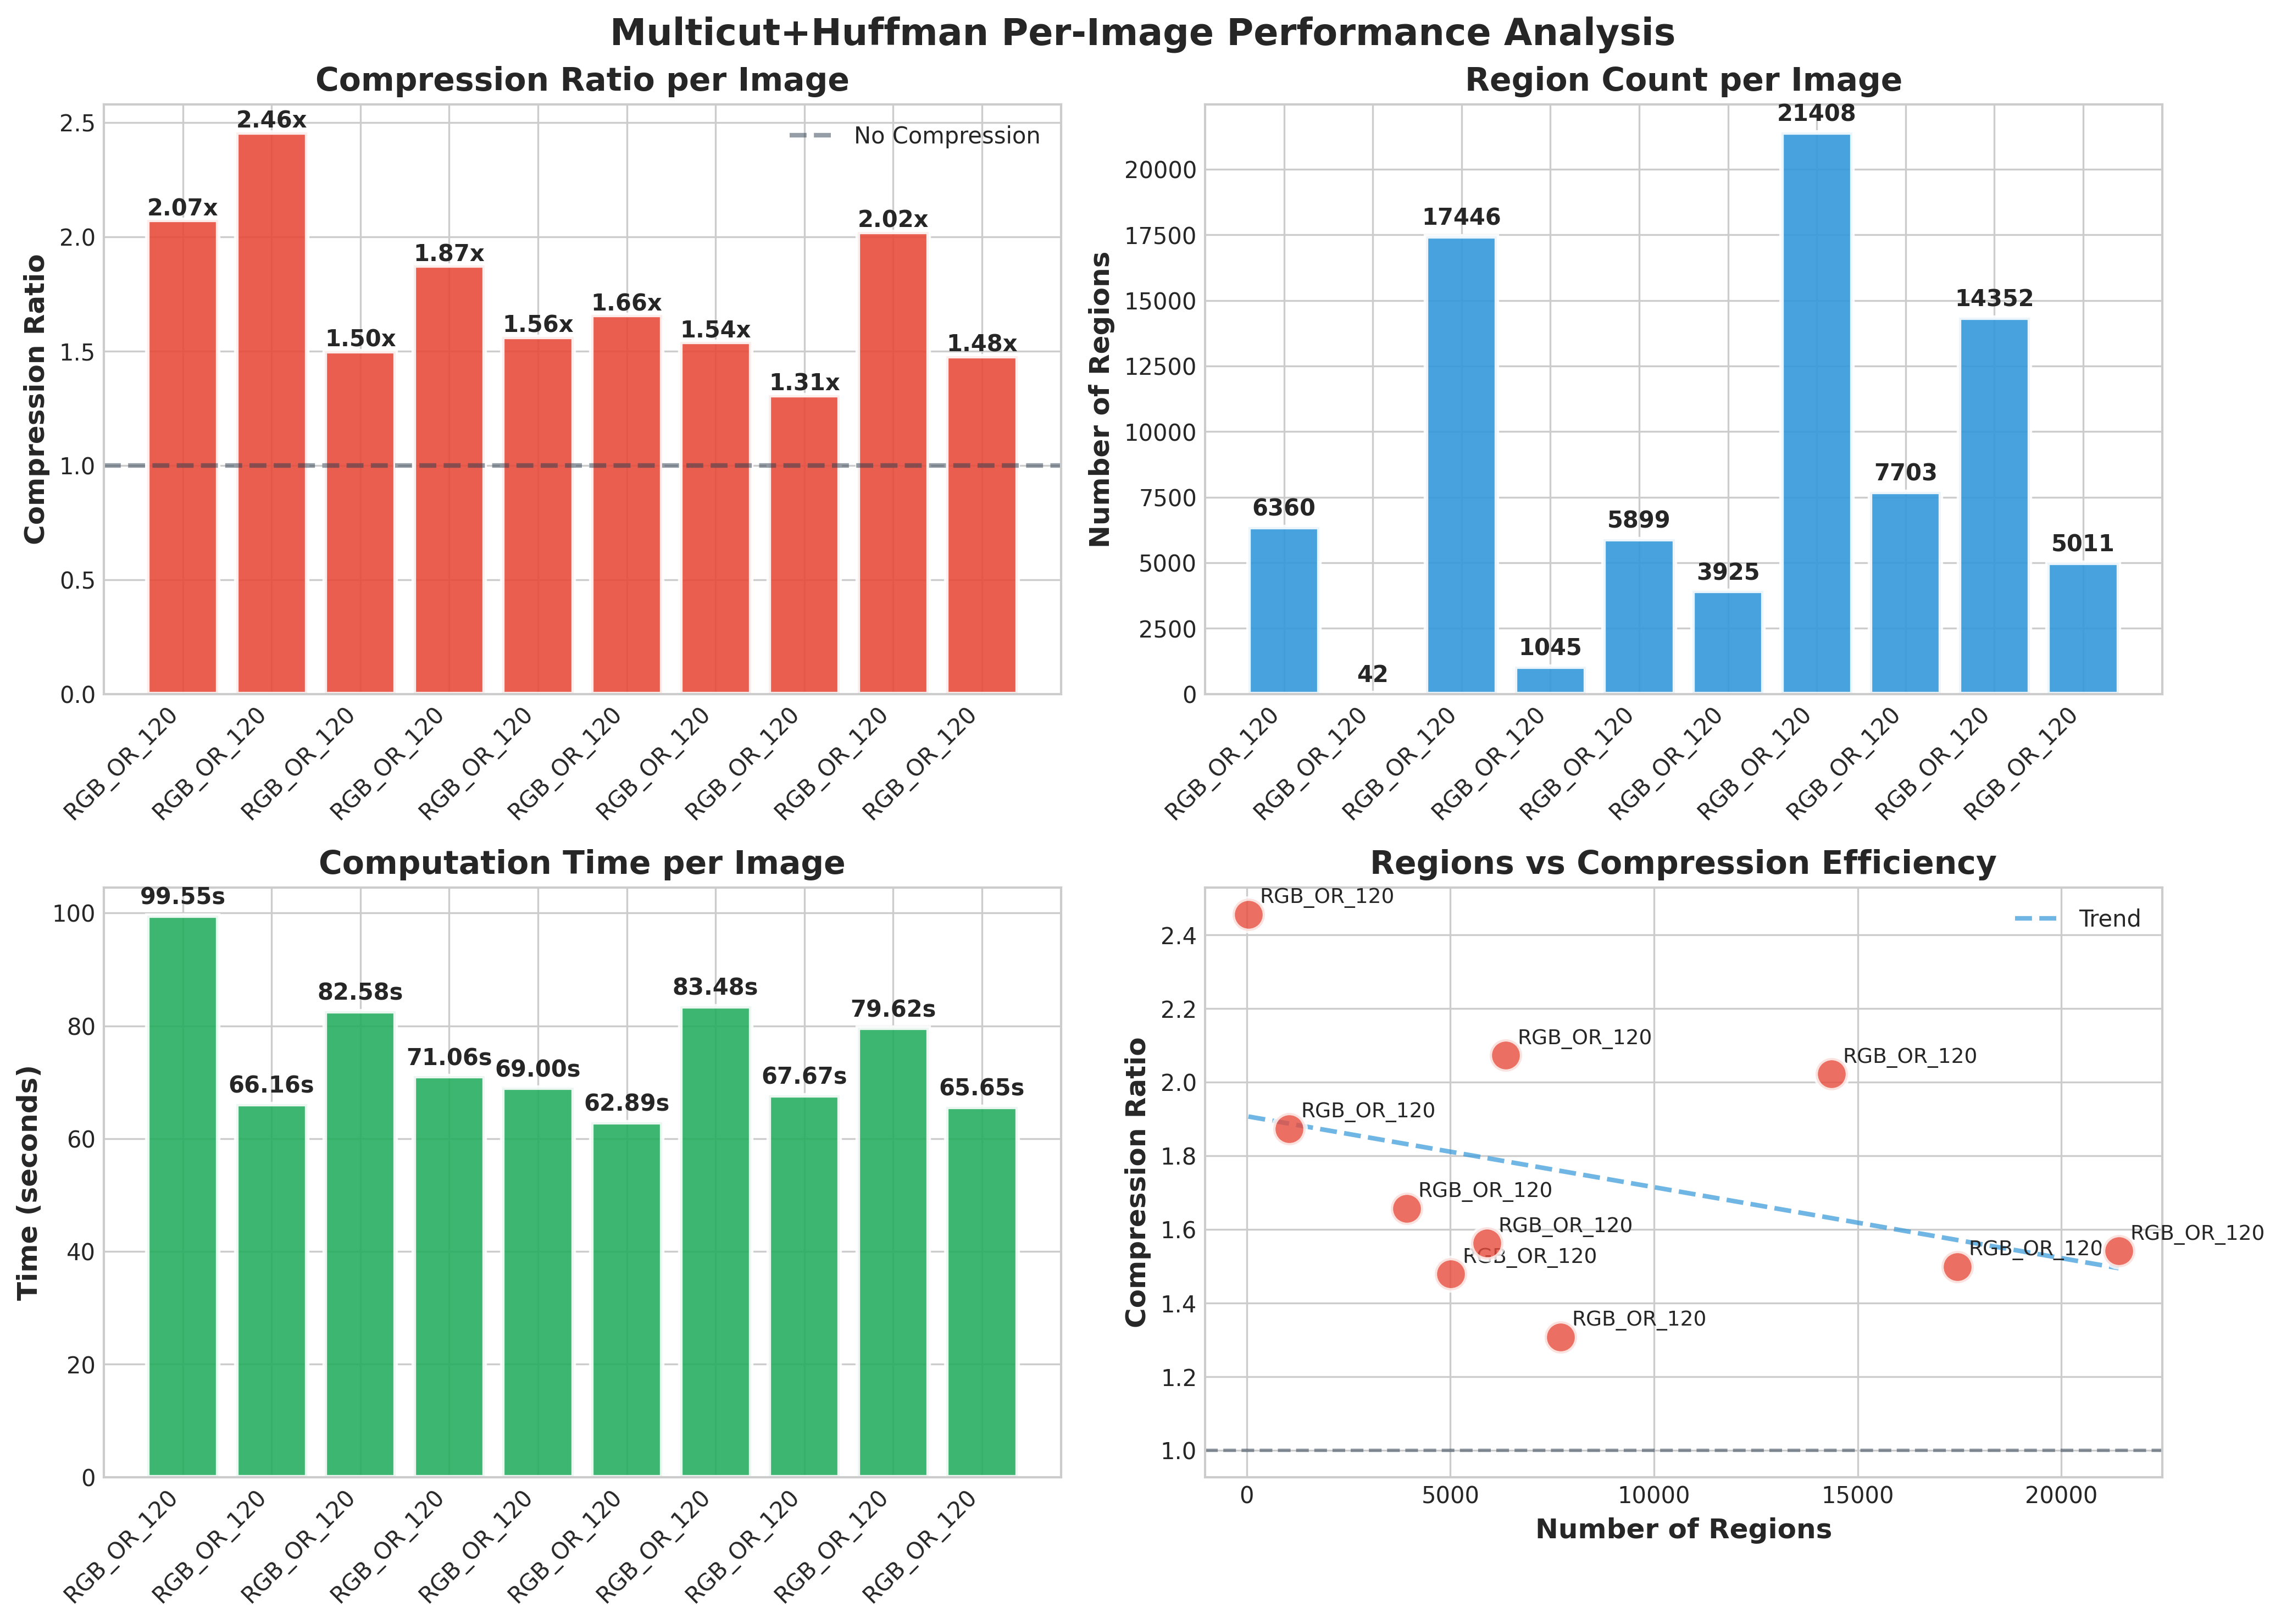 Multicut+Huffman Per-Image Performance Analysis
Compression Ratio per Image
Compression Ratio
2.5
2.0
1.5
1.0
0.5
0.0
2.07x
2.46x
1.50x
1.87x
1.56x
1.66x
1.54x
1.31x
2.02x
1.48x
No Compression
RGB_OR_120
RGB_OR_120
RGB_OR_120
RGB_OR_120
RGB_OR_120
RGB_OR_120
RGB_OR_120
RGB_OR_120
RGB_OR_120
RGB_OR_120
Region Count per Image
Number of Regions
20000
17500
15000
12500
10000
7500
5000
2500
0
6360
42
17446
1045
5899
3925
21408
7703
14352
5011
RGB_OR_120
RGB_OR_120
RGB_OR_120
RGB_OR_120
RGB_OR_120
RGB_OR_120
RGB_OR_120
RGB_OR_120
RGB_OR_120
RGB_OR_120
Computation Time per Image
Time (seconds)
100
80
60
40
20
0
99.55s
66.16s
82.58s
71.06s
69.00s
62.89s
83.48s
67.67s
79.62s
65.65s
RGB_OR_120
RGB_OR_120
RGB_OR_120
RGB_OR_120
RGB_OR_120
RGB_OR_120
RGB_OR_120
RGB_OR_120
RGB_OR_120
RGB_OR_120
Regions vs Compression Efficiency
Compression Ratio
2.4
2.2
2.0
1.8
1.6
1.4
1.2
1.0
Trend
RGB_OR_120
RGB_OR_120
RGB_OR_120
RGB_OR_120
RGB_OR_120
RGB_OR_120
RGB_OR_120
RGB_OR_120
RGB_OR_120
RGB_OR_120
0
5000
10000
15000
20000
Number of Regions